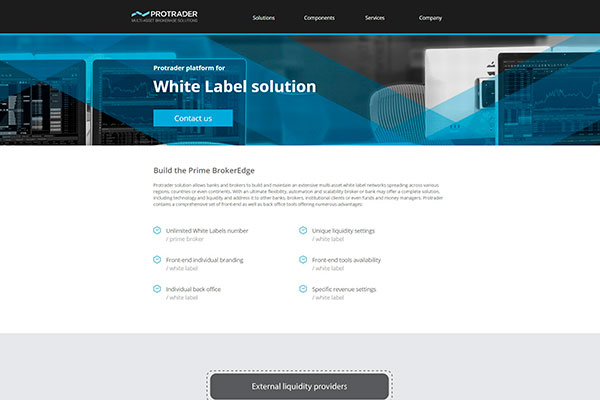 PROTRADER
MULTI-ASSET BROKERAGE SOLUTIONS
Solutions
Components
Services
Company
Protrader platform for
White Label solution
Contact us
Build the Prime BrokerEdge
Protrader solution allows banks and brokers to build and maintain an extensive multi-asset white label networks spreading across various
regions, countries or even continents. With an ultimate flexibility, automation and scalability broker or bank may offer a complete solution,
including technology and liquidity and address it to other banks, brokers, institutional clients or even funds and money managers. Protrader
contains a comprehensive set of front-end as well as back office tools offering numerous advantages:
Unlimited White Labels number
/ prime broker
Unique liquidity settings
/ white label
Front-end individual branding
/ white label
Front-end tools availability
/ white label
Individual back office
/ white label
Specific revenue settings
/ white label
External liquidity providers